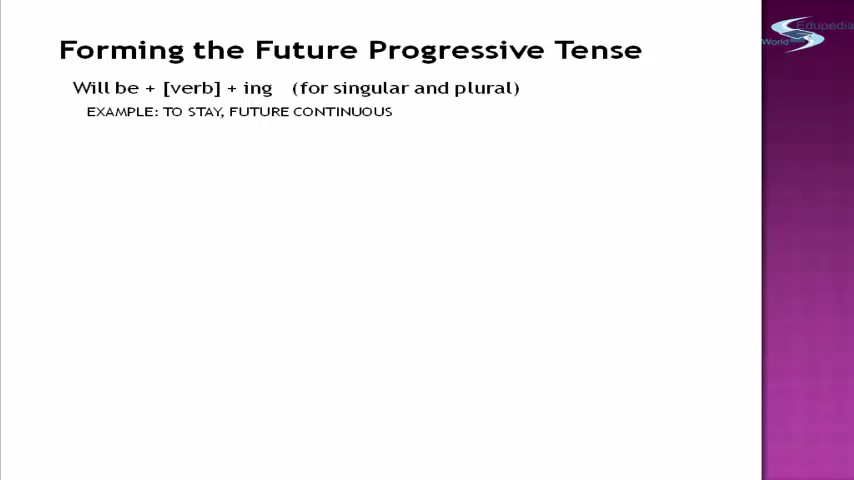 Forming the Future Progressive Tense
Will be + [verb] + ing (for singular and plural)
EXAMPLE: TO STAY, FUTURE CONTINUOUS
Edupedia
World